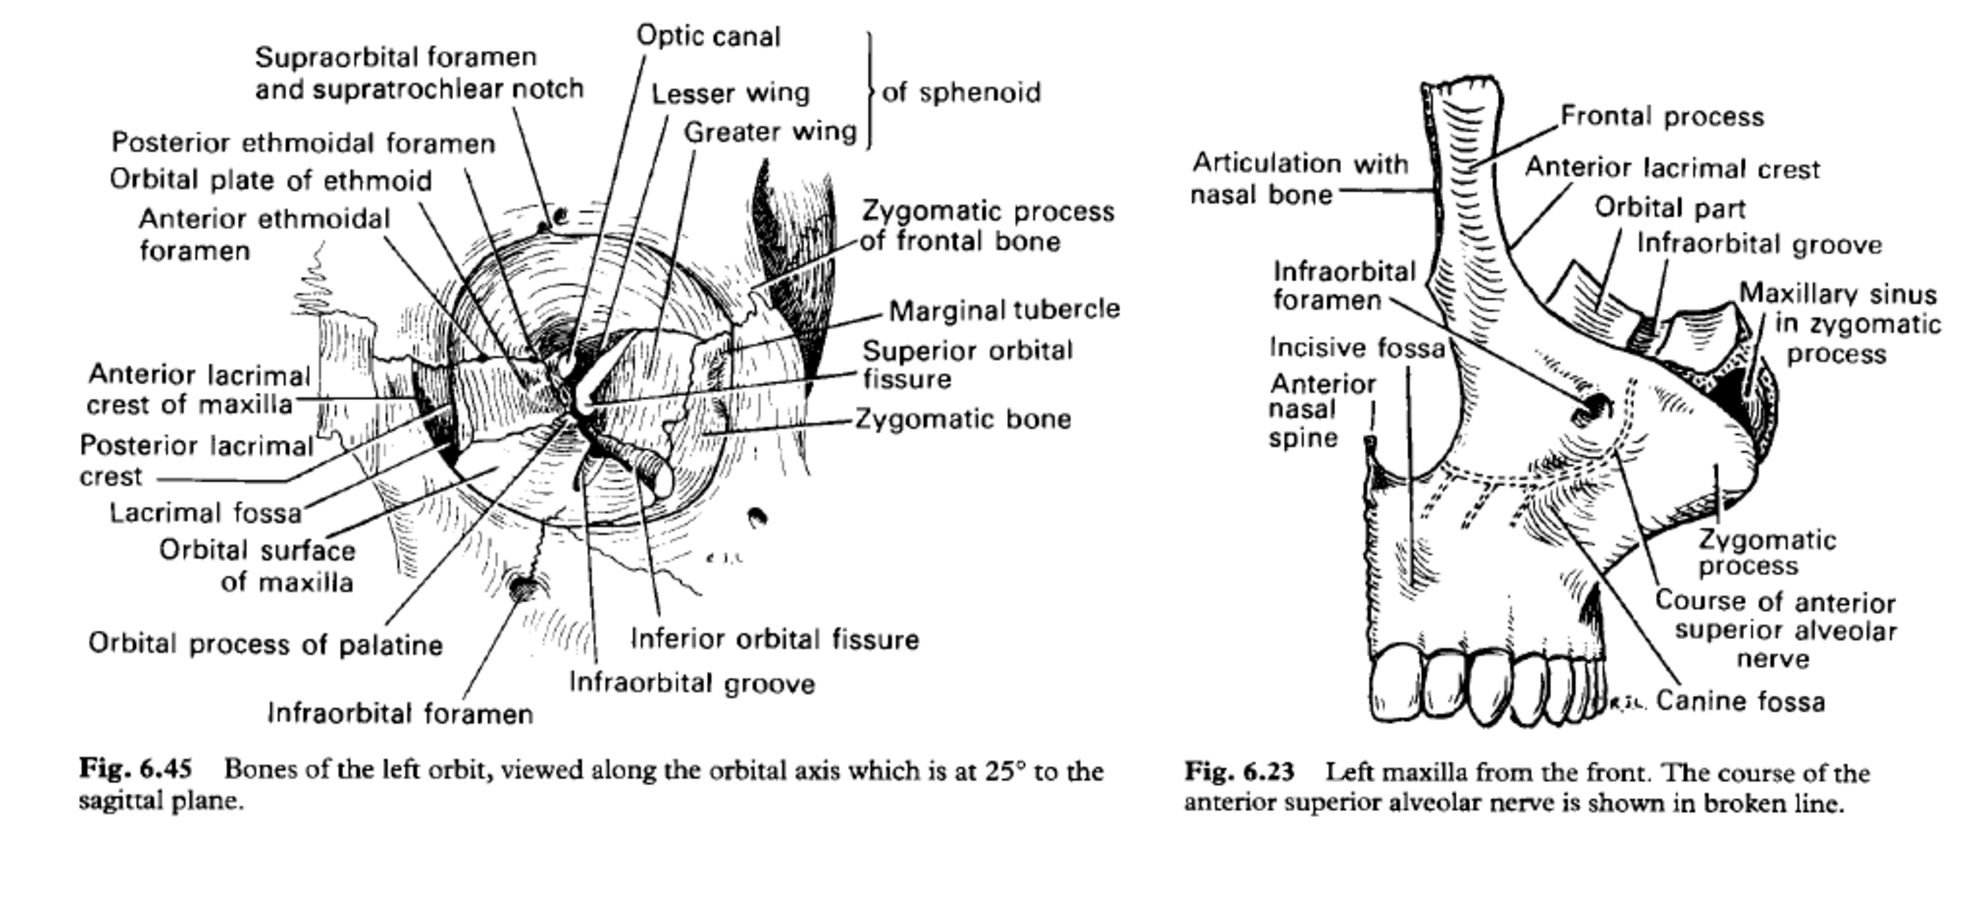 Optic canal
Supraorbital foramen
and supratrochlear notch
Lesser wing
of sphenoid
Greater wing
Posterior ethmoidal foramen
Orbital plate of ethmoid
Anterior ethmoidal
foramen
Zygomatic process
of frontal bone
Marginal tubercle
Superior orbital
fissure
Anterior lacrimal
crest of maxilla
Zygomatic bone
Posterior lacrimal
crest
Lacrimal fossa
Orbital surface
of maxilla
Orbital process of palatine
Inferior orbital fissure
Infraorbital groove
Infraorbital foramen
Fig. 6.45 Bones of the left orbit, viewed along the orbital axis which is at 25° to the
sagittal plane.
Frontal process
Articulation with
nasal bone
Anterior lacrimal crest
Orbital part
Infraorbital groove
Infraorbital
foramen
Maxillary sinus
in zygomatic
process
Incisive fossa
Anterior
nasal
spine
Zygomatic
process
Course of anterior
superior alveolar
nerve
Canine fossa
Fig. 6.23 Left maxilla from the front. The course of the
anterior superior alveolar nerve is shown in broken line.